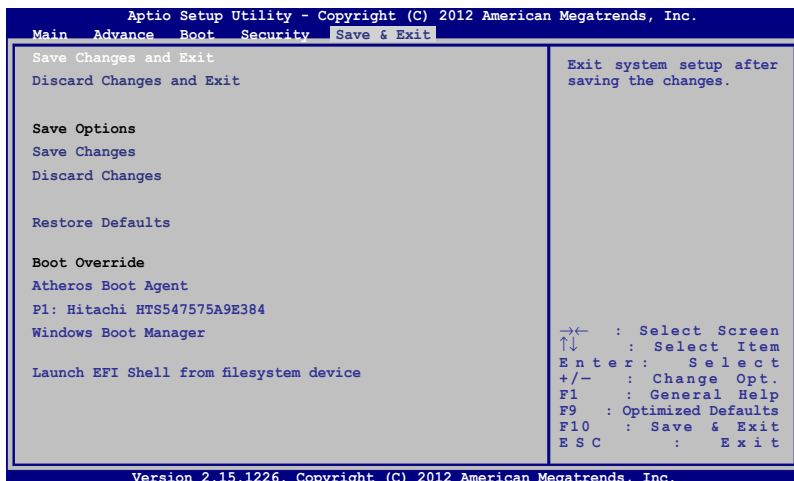 Aptio Setup Utility - Copyright (C) 2012 American Megatrends, Inc.
Main Advance Boot Security Save & Exit
Save Changes and Exit
Discard Changes and Exit
Save Options
Save Changes
Discard Changes
Restore Defaults
Boot Override
Atheros Boot Agent
P1: Hitachi HTS547575A9E384
Windows Boot Manager
Launch EFI Shell from filesystem device
Exit system setup after
saving the changes.
→← : Select Screen
↑↓ : Select Item
Enter: Select
+/— : Change Opt.
F1 : General Help
F9 : Optimized Defaults
F10 : Save & Exit
ESC : Exit
Version 2.15.1226. Copyright (C) 2012 American Megatrends, Inc.